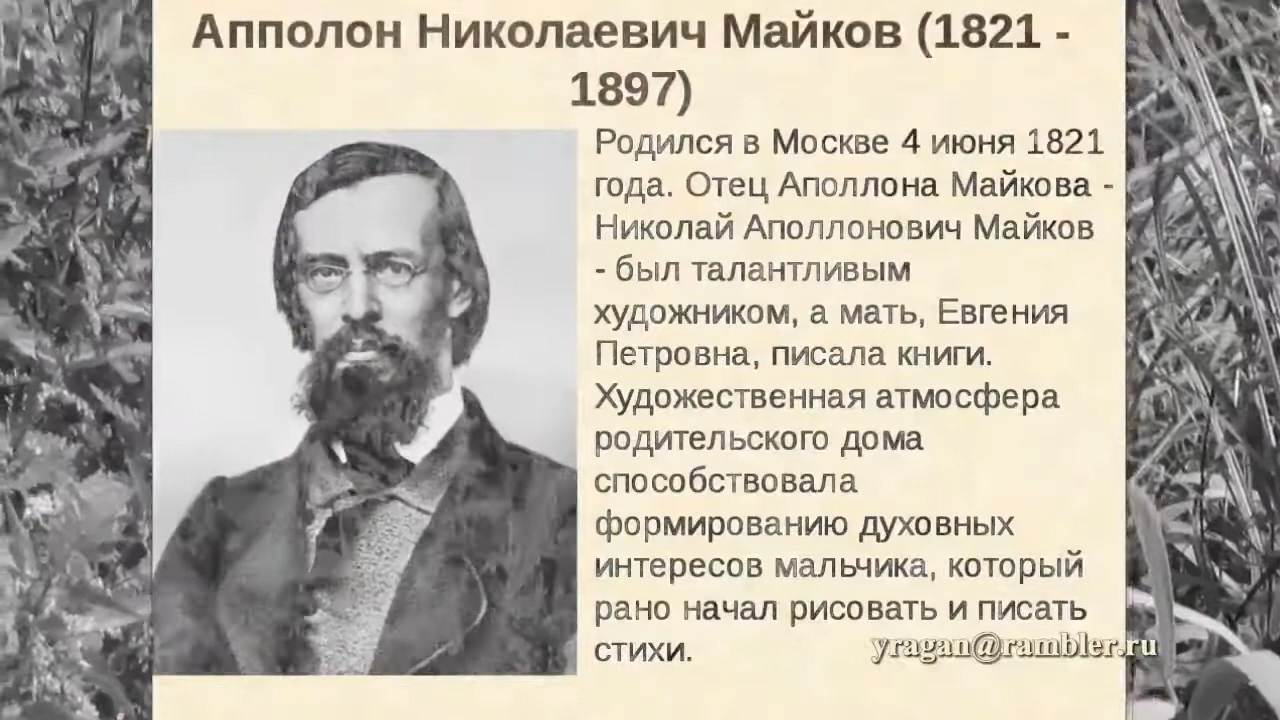 Апполон Николаевич Майков (1821 -
1897)
Родился в Москве 4 июня 1821
года. Отец Аполлона Майкова -
Николай Аполлонович Майков
- был талантливым
художником, а мать, Евгения
Петровна, писала книги.
Художественная атмосфера
родительского дома
способствовала
формированию духовных
интересов мальчика, который
рано начал рисовать и писать
стихи.
yragan@rambler.ru